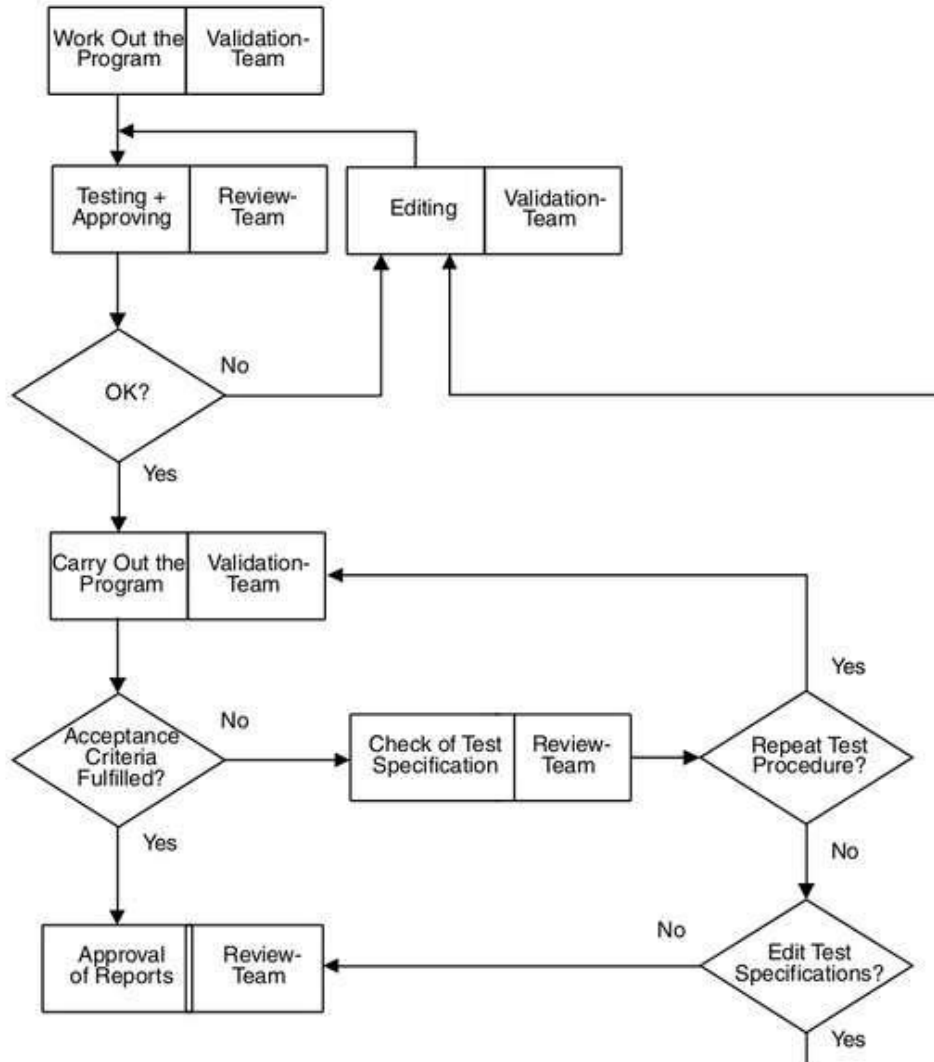 Work Out the
Program
Validation-
Team
Testing +
Approving
Review-
Team
Editing
Validation-
Team
No
OK?
Yes
Carry Out the
Program
Validation-
Team
Yes
Acceptance
Criteria
Fulfilled?
No
Check of Test
Specification
Review-
Team
Repeat Test
Procedure?
Yes
No
Approval
of Reports
Review-
Team
No
Edit Test
Specifications?
Yes